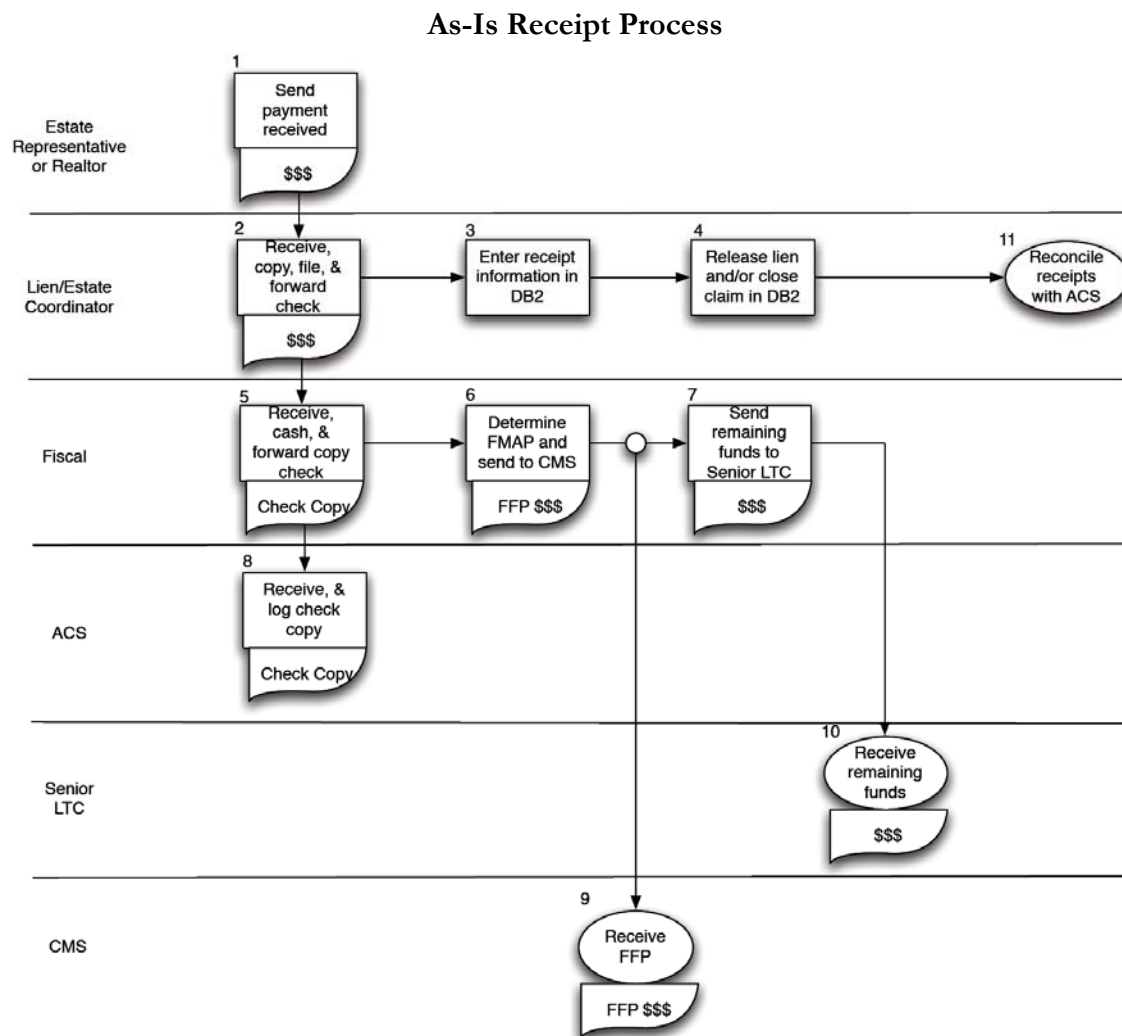 As-Is Receipt Process
1
Send
payment
received
$$$
Estate
Representative
or Realtor
2
Receive,
copy, file, &
forward
check
$$$
3
Enter receipt
information in
DB2
4
Release lien
and/or close
claim in DB2
11
Reconcile
receipts
with ACS
Lien/Estate
Coordinator
5
Receive,
cash, &
forward copy
check
Check Copy
6
Determine
FMAP and
send to CMS
FFP $$$
7
Send
remaining
funds to
Senior LTC
$$$
Fiscal
8
Receive, &
log check
copy
Check Copy
ACS
10
Receive
remaining
funds
$$$
Senior
LTC
9
Receive
FFP
FFP $$$
CMS